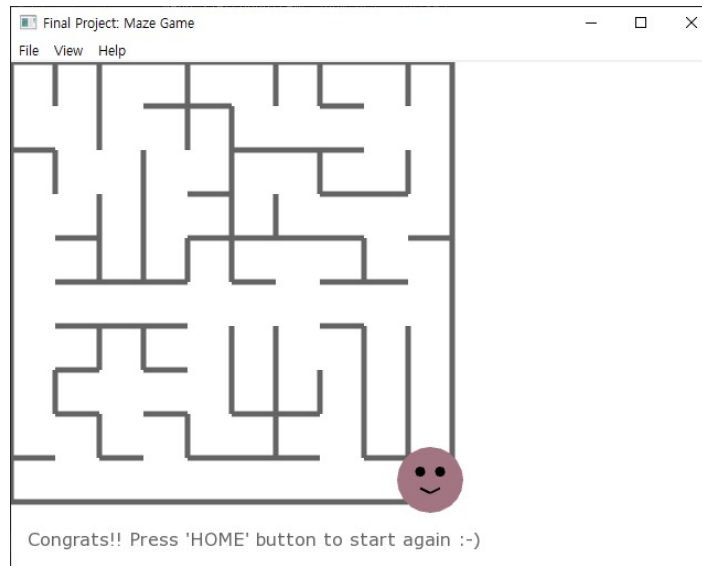 Final Project: Maze Game
File View Help
Congrats!! Press 'HOME' button to start again :-)